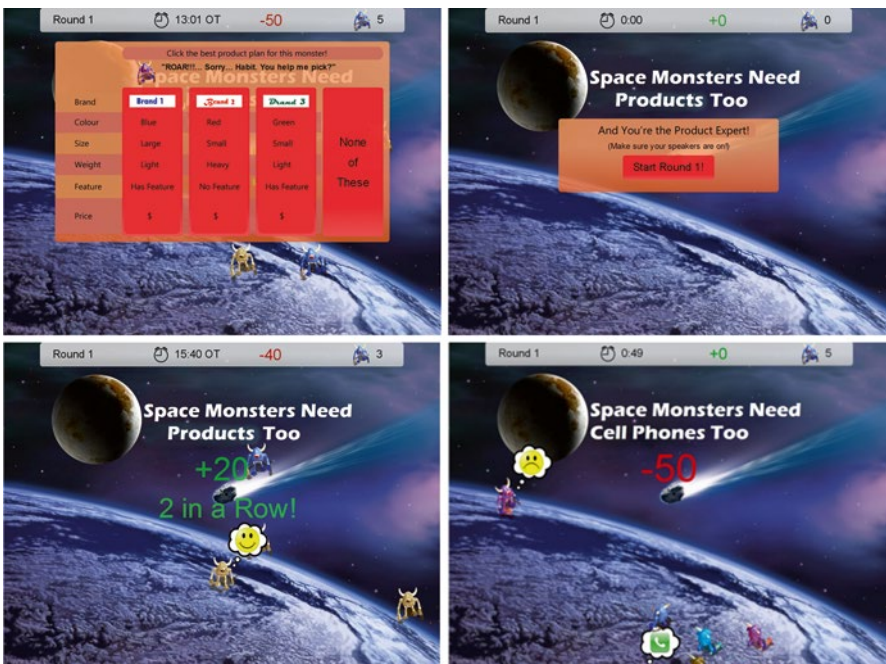 Round 1 13:01 OT -50 5
Click the best product plan for this monster!
"ROAR!!!... Sorry... Habit. You help me pick?"
Space Monsters Need
Brand Brand 1 Brand 2 Brand 3
Colour Blue Red Green
Size Large Small Small
Weight Light Heavy Light
Feature Has Feature No Feature Has Feature
Price $ $ $
None
of
These
Round 1 0:00 +0 0
Space Monsters Need
Products Too
And You're the Product Expert!
(Make sure your speakers are on!)
Start Round 1!
Round 1 15:40 OT -40 3
Space Monsters Need
Products Too
+20
2 in a Row!
Round 1 0:49 +0 5
Space Monsters Need
Cell Phones Too
-50